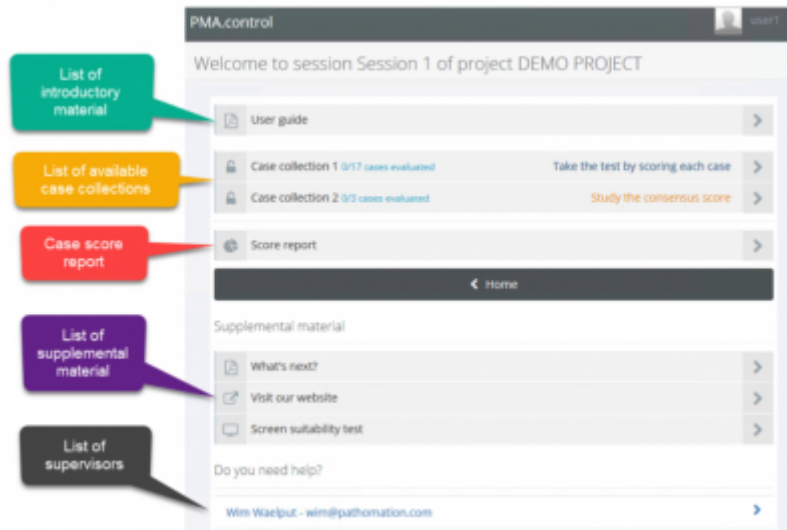 PMA.control
user1
Welcome to session Session 1 of project DEMO PROJECT
List of
introductory
material
User guide
List of available
case collections
Case collection 1 0/17 cases evaluated Take the test by scoring each case
Case collection 2 0/3 cases evaluated Study the consensus score
Case score
report
Score report
Home
Supplemental material
List of
supplemental
material
What's next?
Visit our website
Screen suitability test
List of
supervisors
Do you need help?
Wim Waelput - wim@pathomation.com